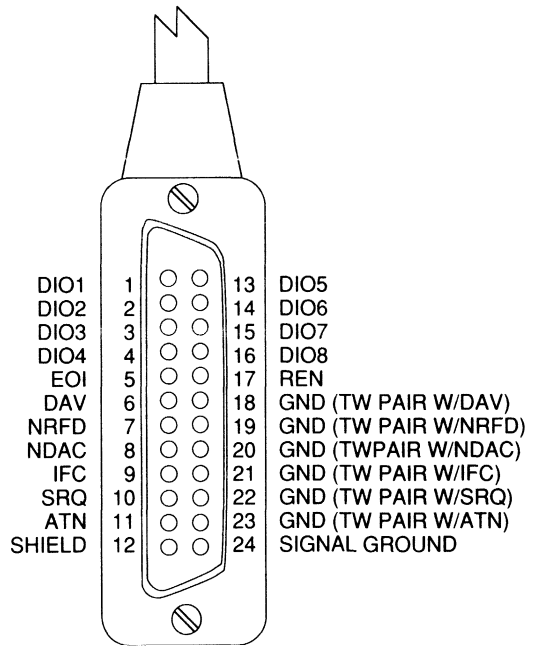 DIO1 1 13 DIO5
DIO2 2 14 DIO6
DIO3 3 15 DIO7
DIO4 4 16 DIO8
EOI 5 17 REN
DAV 6 18 GND (TW PAIR W/DAV)
NRFD 7 19 GND (TW PAIR W/NRFD)
NDAC 8 20 GND (TWPAIR W/NDAC)
IFC 9 21 GND (TW PAIR W/IFC)
SRQ 10 22 GND (TW PAIR W/SRQ)
ATN 11 23 GND (TW PAIR W/ATN)
SHIELD 12 24 SIGNAL GROUND